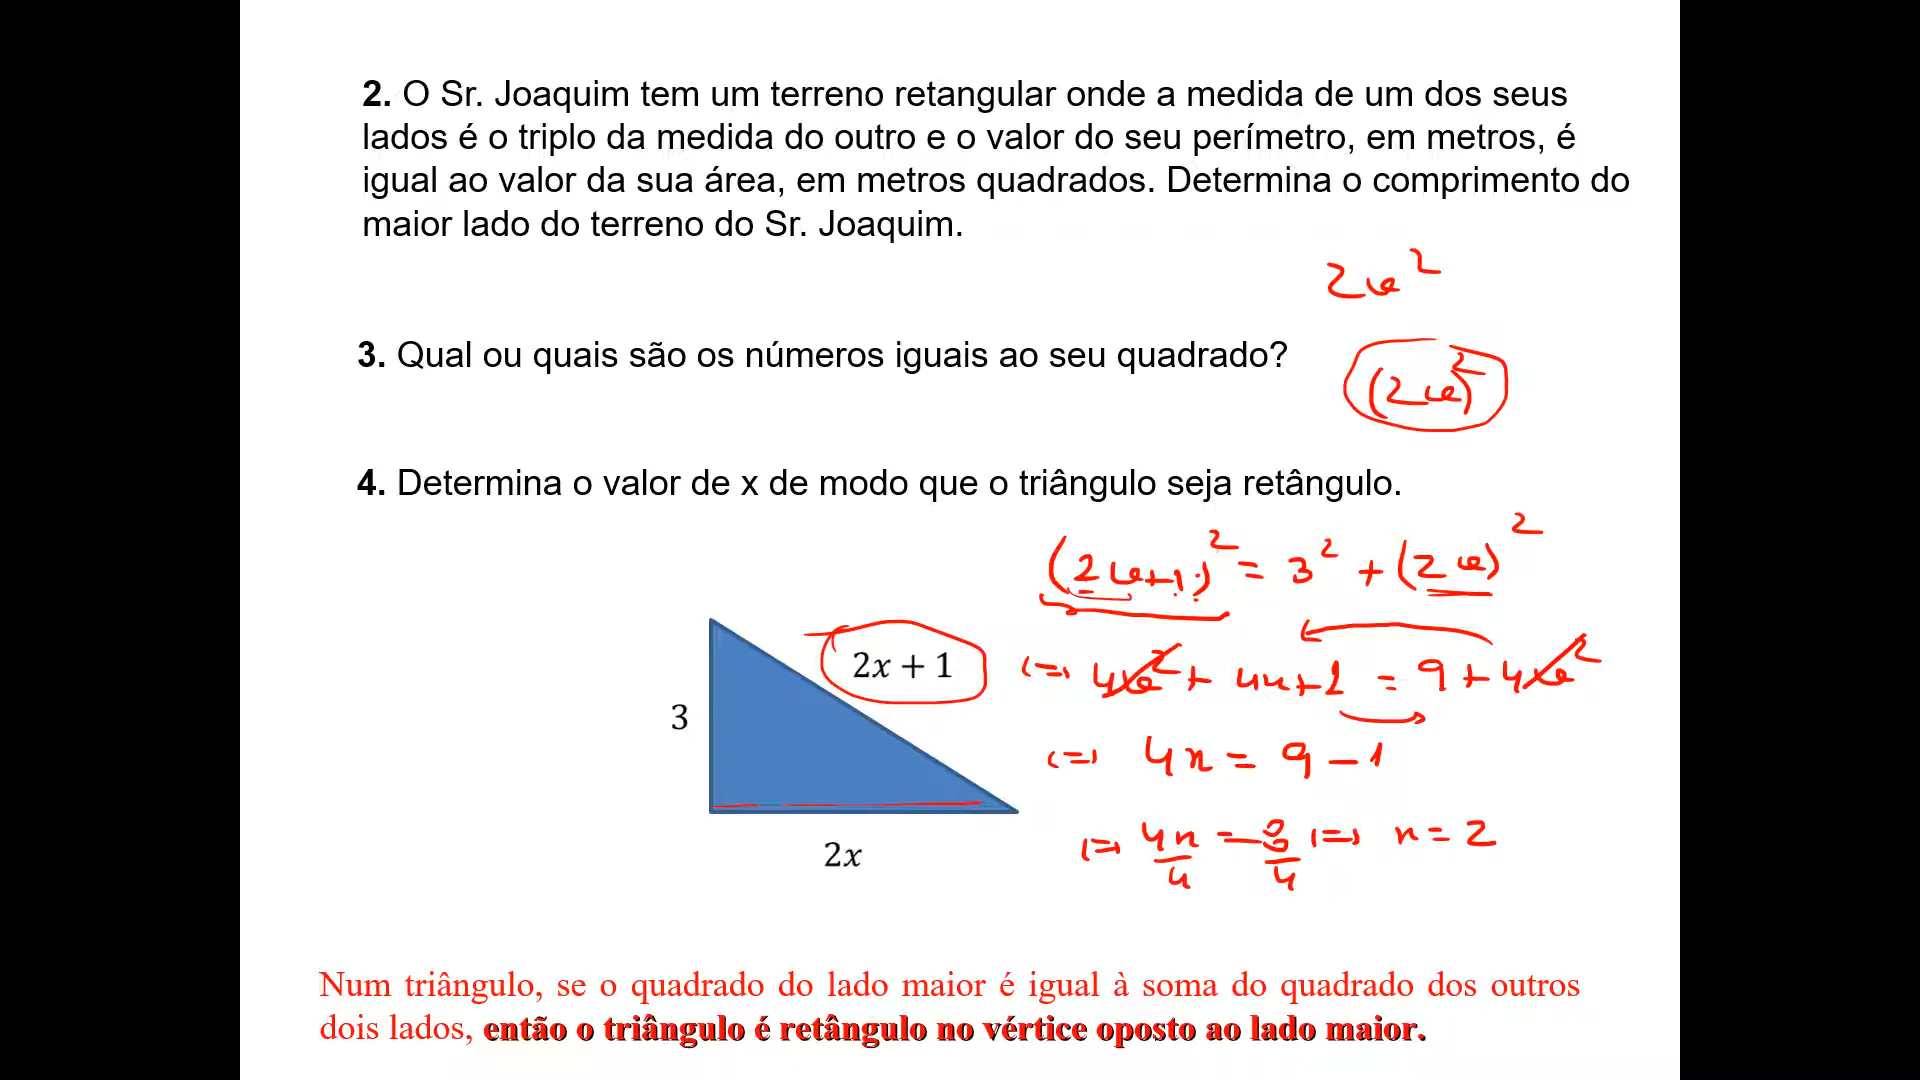 2. O Sr. Joaquim tem um terreno retangular onde a medida de um dos seus
lados é o triplo da medida do outro e o valor do seu perímetro, em metros, é
igual ao valor da sua área, em metros quadrados. Determina o comprimento do
maior lado do terreno do Sr. Joaquim.
2x²
3. Qual ou quais são os números iguais ao seu quadrado?
(2x)²
4. Determina o valor de x de modo que o triângulo seja retângulo.
(2x+1)² = 3² + (2x)²
2x + 1
⇔ 4x² + 4x+1 = 9 + 4x²
3
⇔ 4x = 9 − 1
⇔ 4x/4 = 8/4 ⇔ x = 2
2x
Num triângulo, se o quadrado do lado maior é igual à soma do quadrado dos outros
dois lados, então o triângulo é retângulo no vértice oposto ao lado maior.